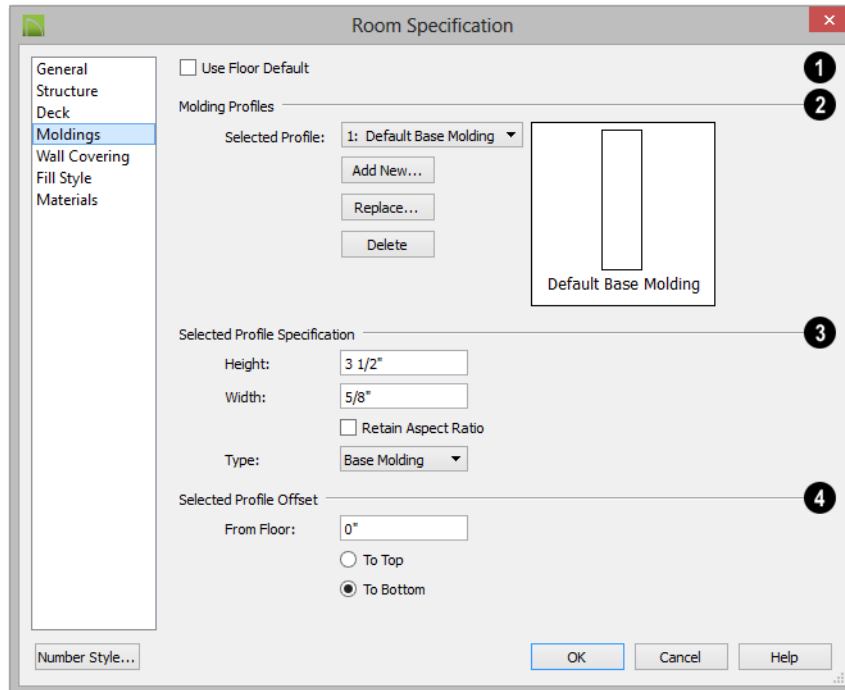 Room Specification
General
Structure
Deck
Moldings
Wall Covering
Fill Style
Materials
Use Floor Default
1
Molding Profiles
2
Selected Profile:
1: Default Base Molding
Add New...
Replace...
Delete
Default Base Molding
Selected Profile Specification
3
Height:
3 1/2"
Width:
5/8"
Retain Aspect Ratio
Type:
Base Molding
Selected Profile Offset
4
From Floor:
0"
To Top
To Bottom
Number Style...
OK
Cancel
Help